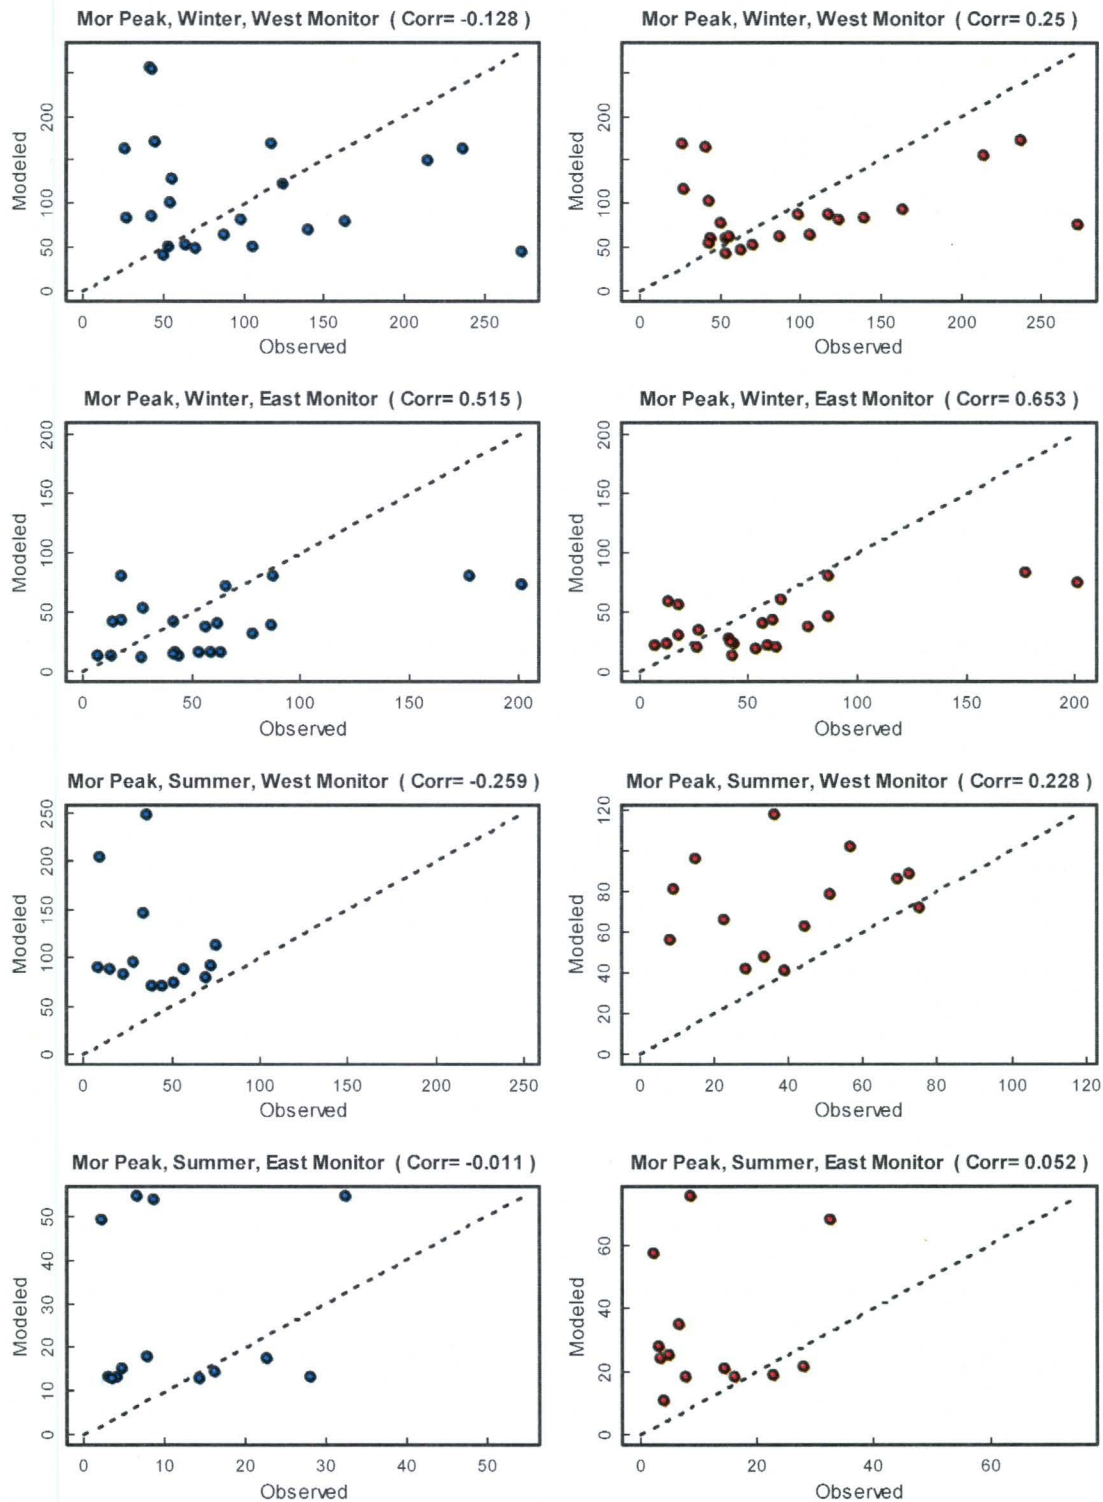 Mor Peak, Winter, West Monitor ( Corr= -0.128 )
Modeled
0 50 100 200
0 50 100 150 200 250
Observed
Mor Peak, Winter, West Monitor ( Corr= 0.25 )
Modeled
0 50 100 200
0 50 100 150 200 250
Observed
Mor Peak, Winter, East Monitor ( Corr= 0.515 )
Modeled
0 50 100 150 200
0 50 100 150 200
Observed
Mor Peak, Winter, East Monitor ( Corr= 0.653 )
Modeled
0 50 100 150 200
0 50 100 150 200
Observed
Mor Peak, Summer, West Monitor ( Corr= -0.259 )
Modeled
0 50 100 150 200 250
0 50 100 150 200 250
Observed
Mor Peak, Summer, West Monitor ( Corr= 0.228 )
Modeled
0 20 40 60 80 120
0 20 40 60 80 100 120
Observed
Mor Peak, Summer, East Monitor ( Corr= -0.011 )
Modeled
0 10 20 30 40 50
0 10 20 30 40 50
Observed
Mor Peak, Summer, East Monitor ( Corr= 0.052 )
Modeled
0 20 40 60
0 20 40 60
Observed